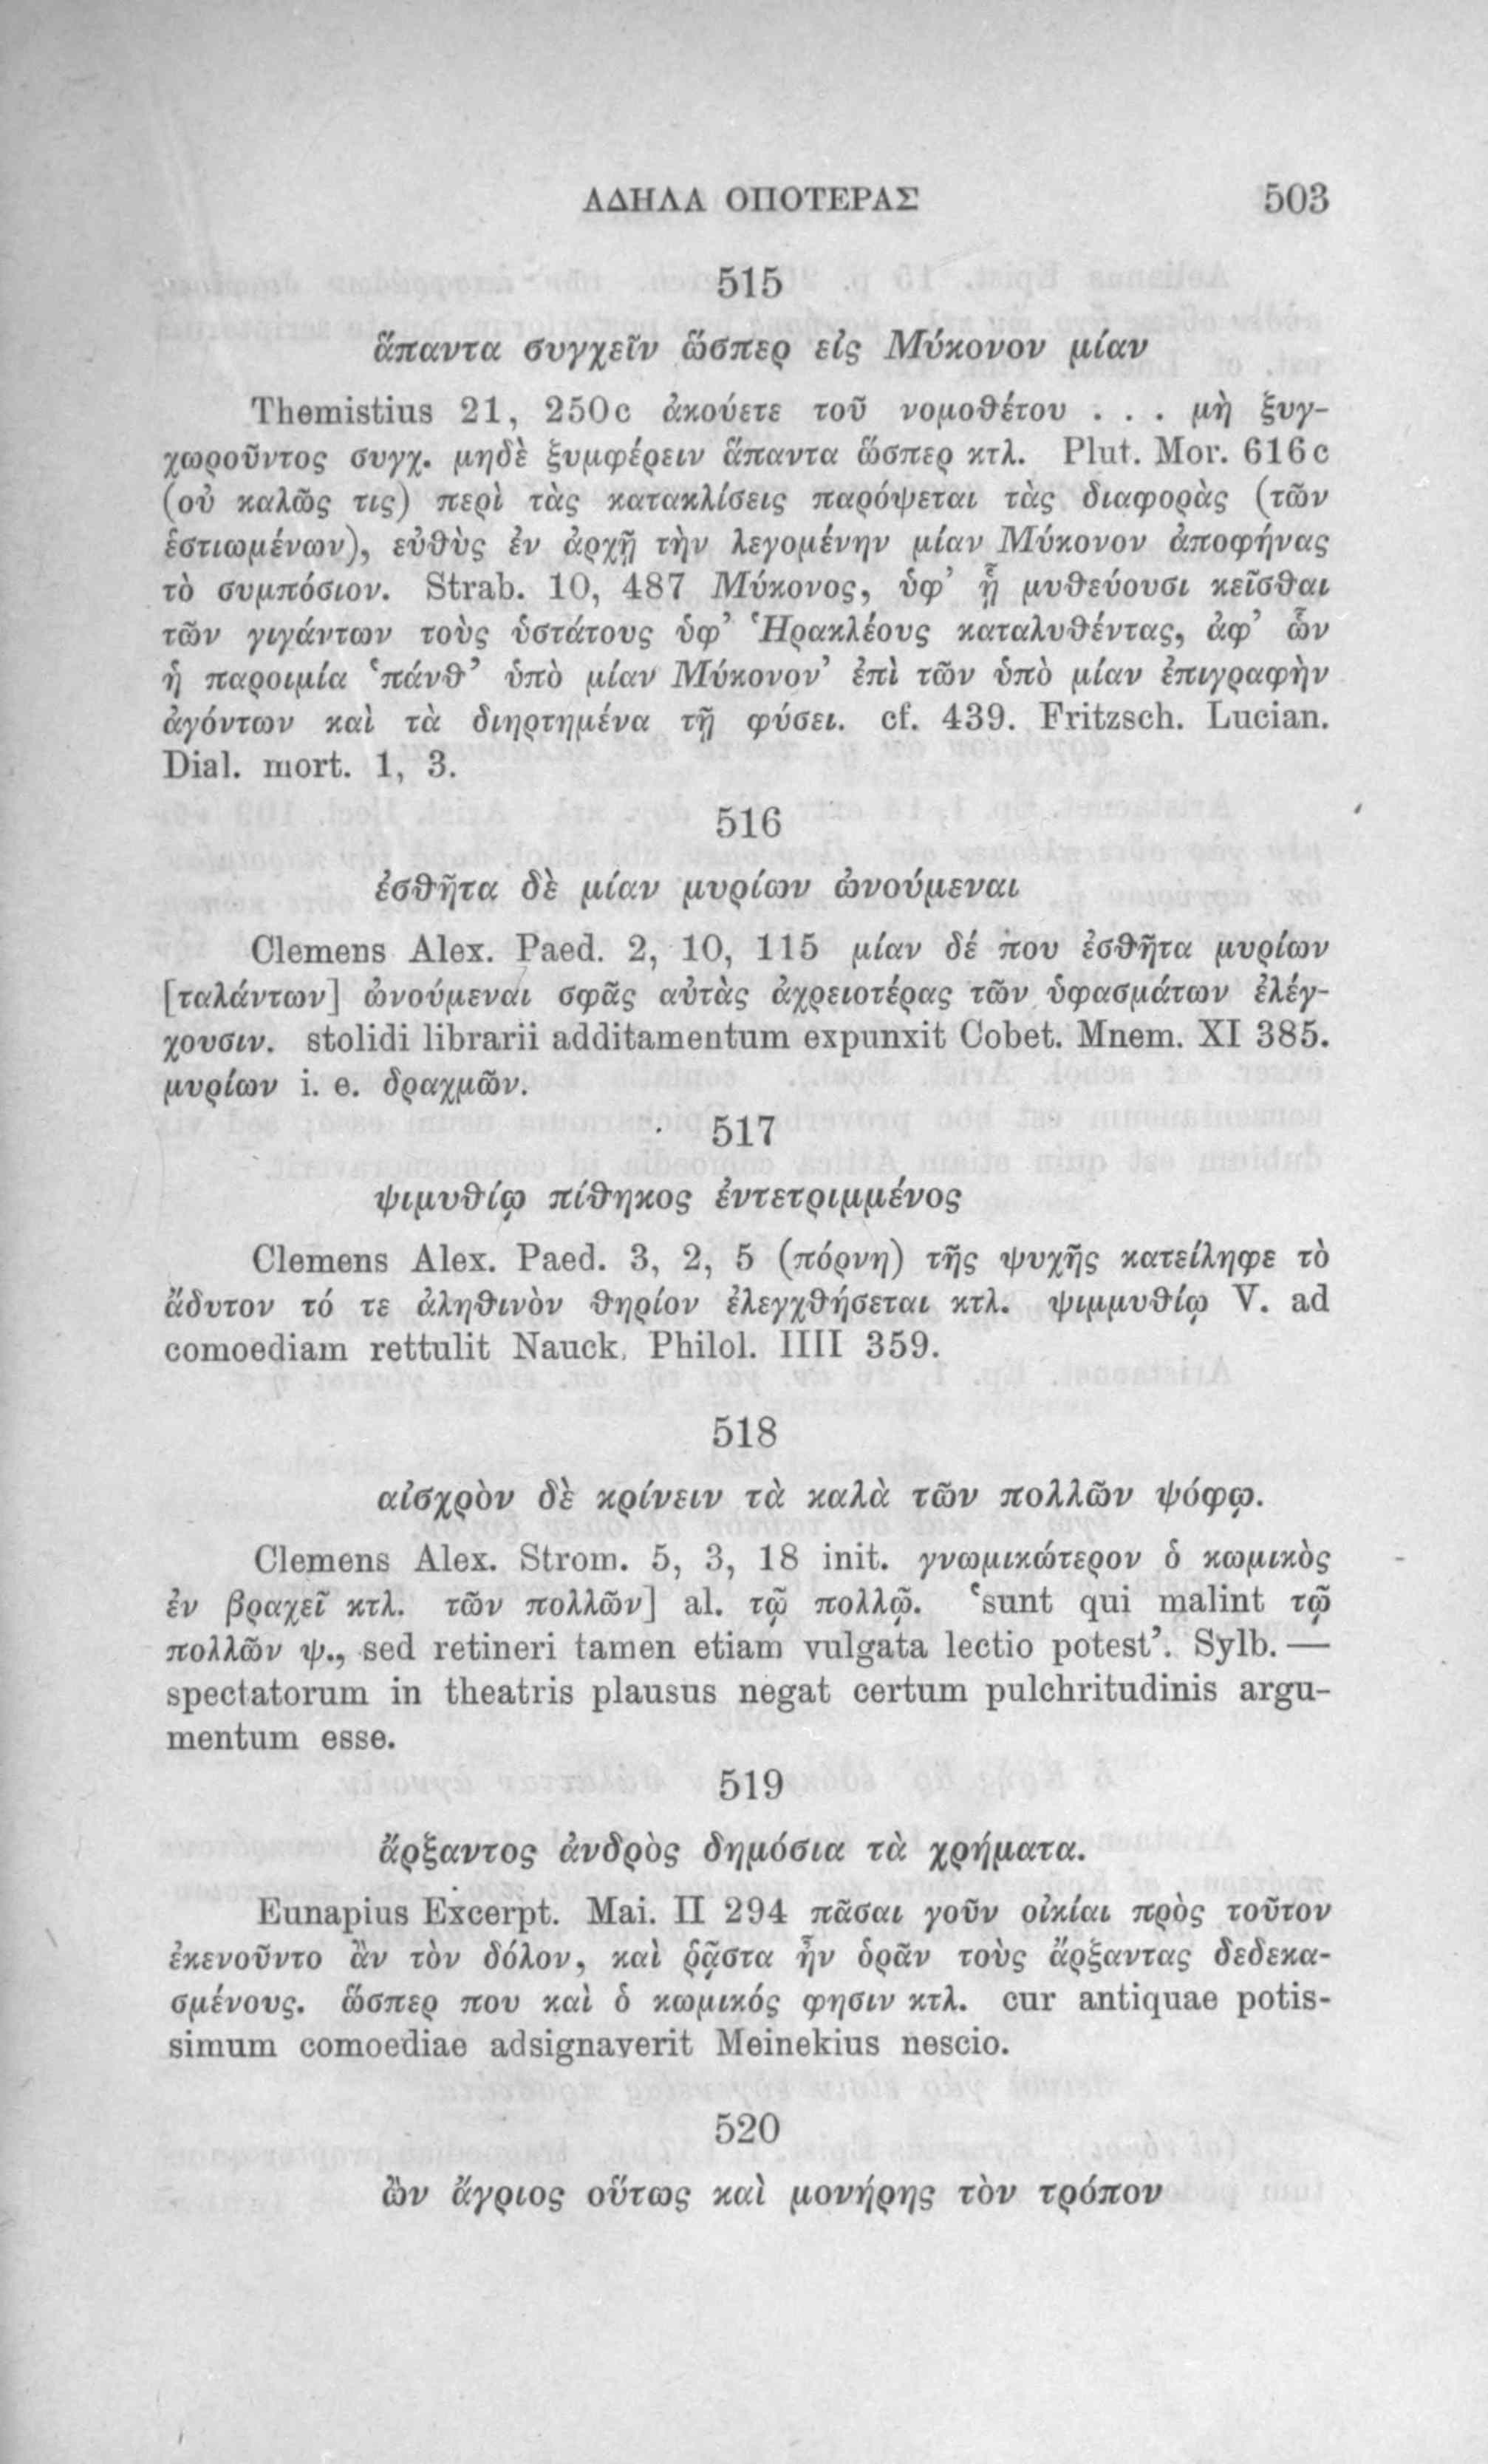 ΑΔΗΛΑ ΟΠΟΤΕΡΑΣ 503
515
ἅπαντα συγχεῖν ὥσπερ εἰς Μύκονον μίαν
Themistius 21, 250c ἀκούετε τοῦ νομοθέτου . . . μὴ ξυγ-
χωροῦντος συγχ. μηδὲ ξυμφέρειν ἅπαντα ὥσπερ κτλ. Plut. Mor. 616c
(οὐ καλῶς τις) περὶ τὰς κατακλίσεις παρόψεται τὰς διαφορὰς (τῶν
ἑστιωμένων), εὐθὺς ἐν ἀρχῇ τὴν λεγομένην μίαν Μύκονον ἀποφήνας
τὸ συμπόσιον. Strab. 10, 487 Μύκονος, ὑφ’ ᾗ μυθεύουσι κεῖσθαι
τῶν γιγάντων τοὺς ὑστάτους ὑφ’ Ἡρακλέους καταλυθέντας, ἀφ’ ὧν
ἡ παροιμία ‘πάνθ’ ὑπὸ μίαν Μύκονον’ ἐπὶ τῶν ὑπὸ μίαν ἐπιγραφὴν
ἀγόντων καὶ τὰ διηρτημένα τῇ φύσει. cf. 439. Fritzsch. Lucian.
Dial. mort. 1, 3.
516
ἐσθῆτα δὲ μίαν μυρίων ὠνούμεναι
Clemens Alex. Paed. 2, 10, 115 μίαν δέ που ἐσθῆτα μυρίων
[ταλάντων] ὠνούμεναι σφᾶς αὐτὰς ἀχρειοτέρας τῶν ὑφασμάτων ἐλέγ-
χουσιν. stolidi librarii additamentum expunxit Cobet. Mnem. XI 385.
μυρίων i. e. δραχμῶν.
517
ψιμυθίῳ πίθηκος ἐντετριμμένος
Clemens Alex. Paed. 3, 2, 5 (πόρνη) τῆς ψυχῆς κατείληφε τὸ
ἄδυτον τό τε ἀληθινὸν θηρίον ἐλεγχθήσεται κτλ. ψιμμυθίῳ V. ad
comoediam rettulit Nauck. Philol. IIII 359.
518
αἰσχρὸν δὲ κρίνειν τὰ καλὰ τῶν πολλῶν ψόφῳ.
Clemens Alex. Strom. 5, 3, 18 init. γνωμικώτερον ὁ κωμικὸς
ἐν βραχεῖ κτλ. τῶν πολλῶν] al. τῷ πολλῷ. ‘sunt qui malint τῷ
πολλῶν ψ., sed retineri tamen etiam vulgata lectio potest’. Sylb. —
spectatorum in theatris plausus negat certum pulchritudinis argu-
mentum esse.
519
ἄρξαντος ἀνδρὸς δημόσια τὰ χρήματα.
Eunapius Excerpt. Mai. II 294 πᾶσαι γοῦν οἰκίαι πρὸς τοῦτον
ἐκενοῦντο ἂν τὸν δόλον, καὶ ῥᾷστα ἦν ὁρᾶν τοὺς ἄρξαντας δεδεκα-
σμένους. ὥσπερ που καὶ ὁ κωμικός φησιν κτλ. cur antiquae potis-
simum comoediae adsignaverit Meinekius nescio.
520
ὢν ἄγριος οὕτως καὶ μονήρης τὸν τρόπον